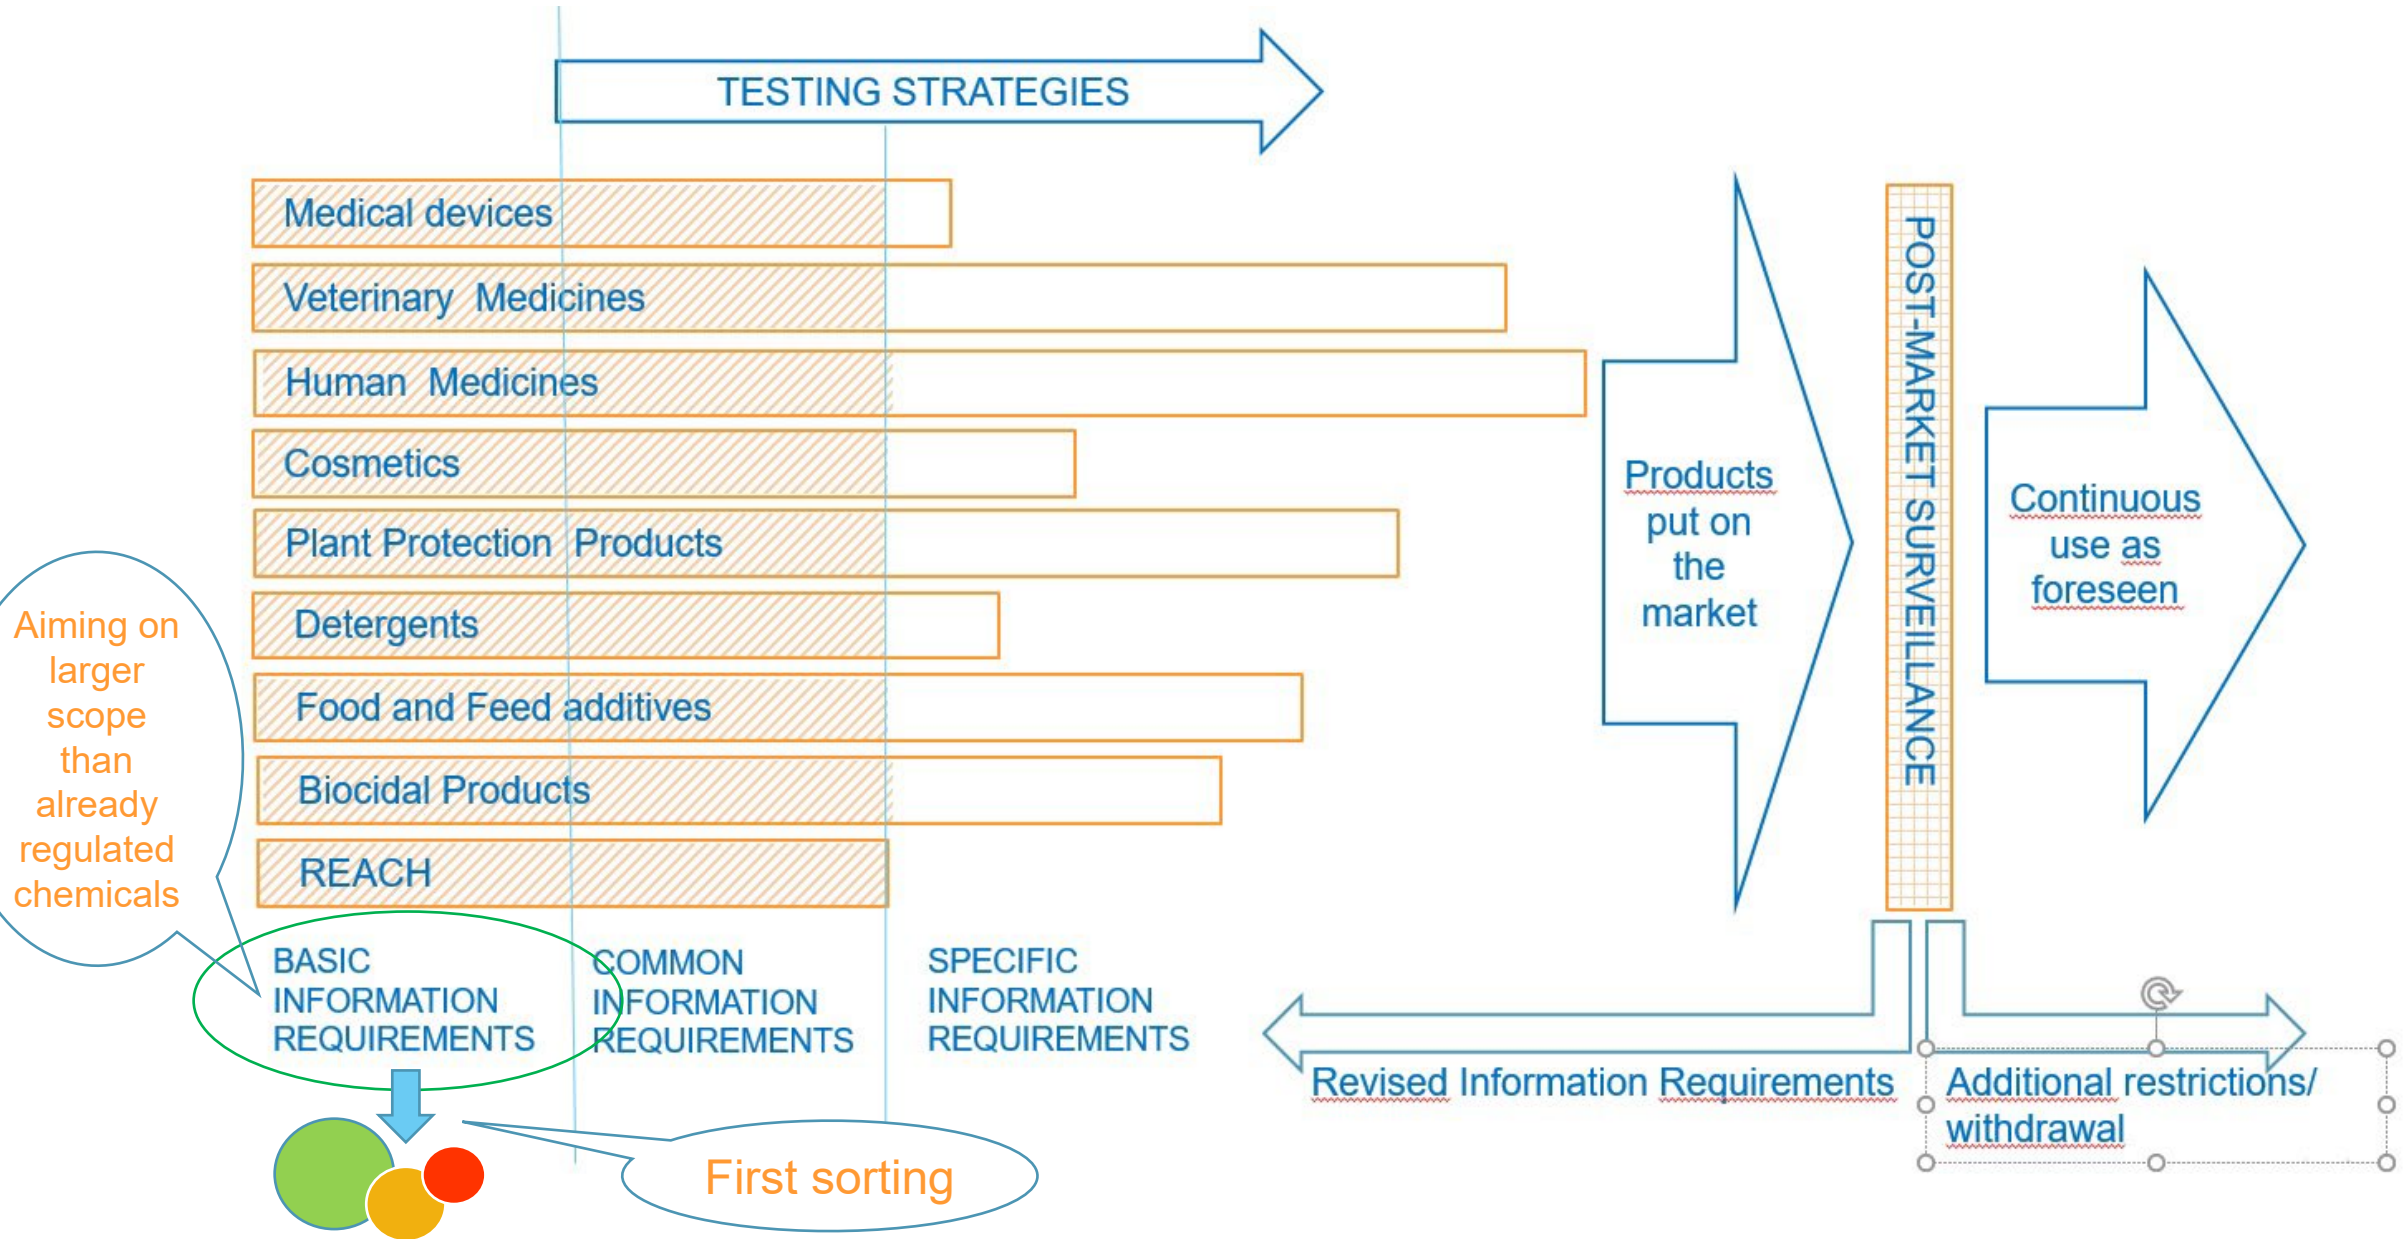 TESTING STRATEGIES
Medical devices
Veterinary Medicines
Human Medicines
Cosmetics
Plant Protection Products
Detergents
Food and Feed additives
Biocidal Products
REACH
Products
put on
the
market
POST-MARKET SURVEILLANCE
Continuous
use as
foreseen
Aiming on
larger
scope
than
already
regulated
chemicals
BASIC
INFORMATION
REQUIREMENTS
COMMON
INFORMATION
REQUIREMENTS
SPECIFIC
INFORMATION
REQUIREMENTS
Revised Information Requirements
Additional restrictions/
withdrawal
First sorting